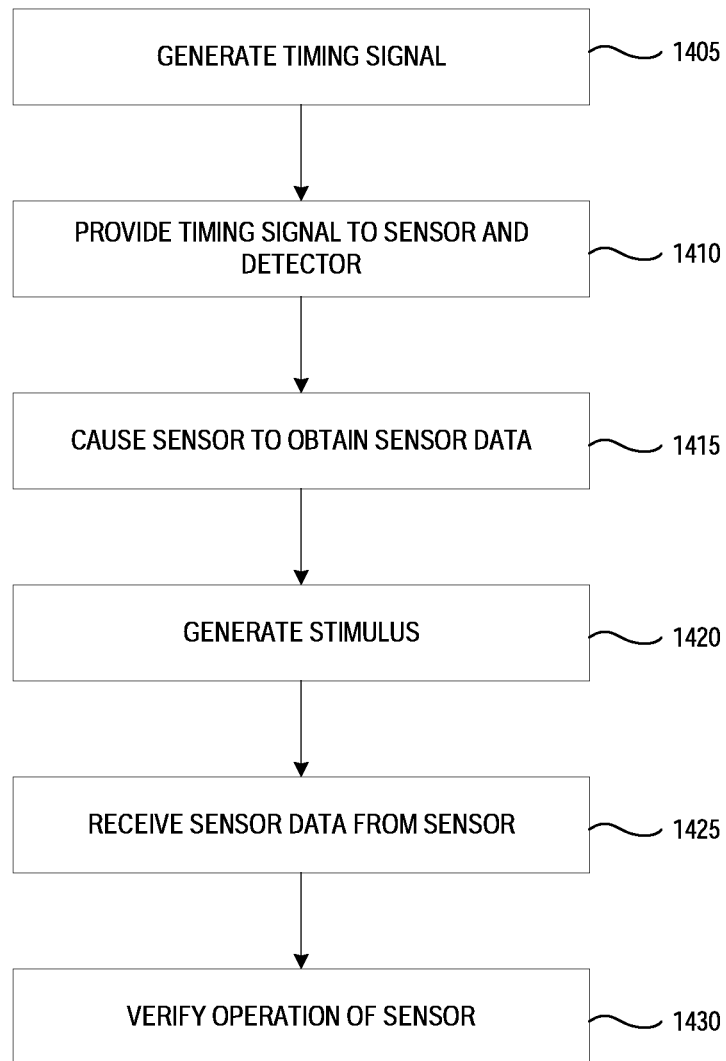 GENERATE TIMING SIGNAL
1405
PROVIDE TIMING SIGNAL TO SENSOR AND
DETECTOR
1410
CAUSE SENSOR TO OBTAIN SENSOR DATA
1415
GENERATE STIMULUS
1420
RECEIVE SENSOR DATA FROM SENSOR
1425
VERIFY OPERATION OF SENSOR
1430